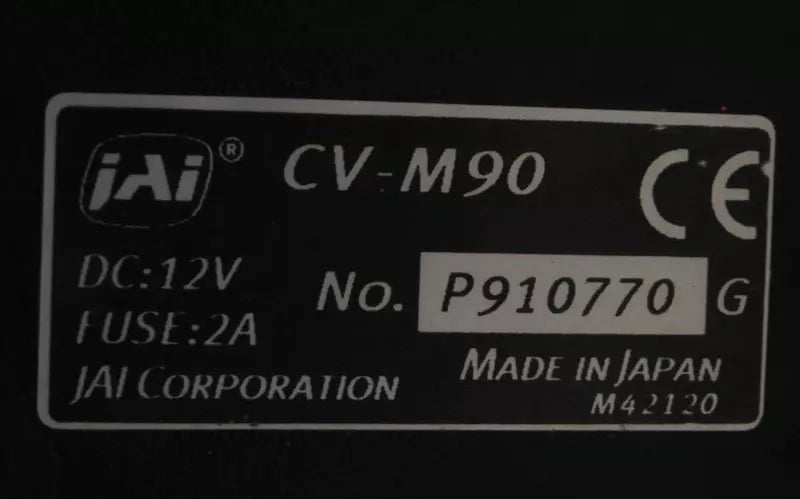 jAi® CV-M90 CE
DC:12V
FUSE:2A
No. P910770 G
JAI CORPORATION
MADE IN JAPAN
M42120